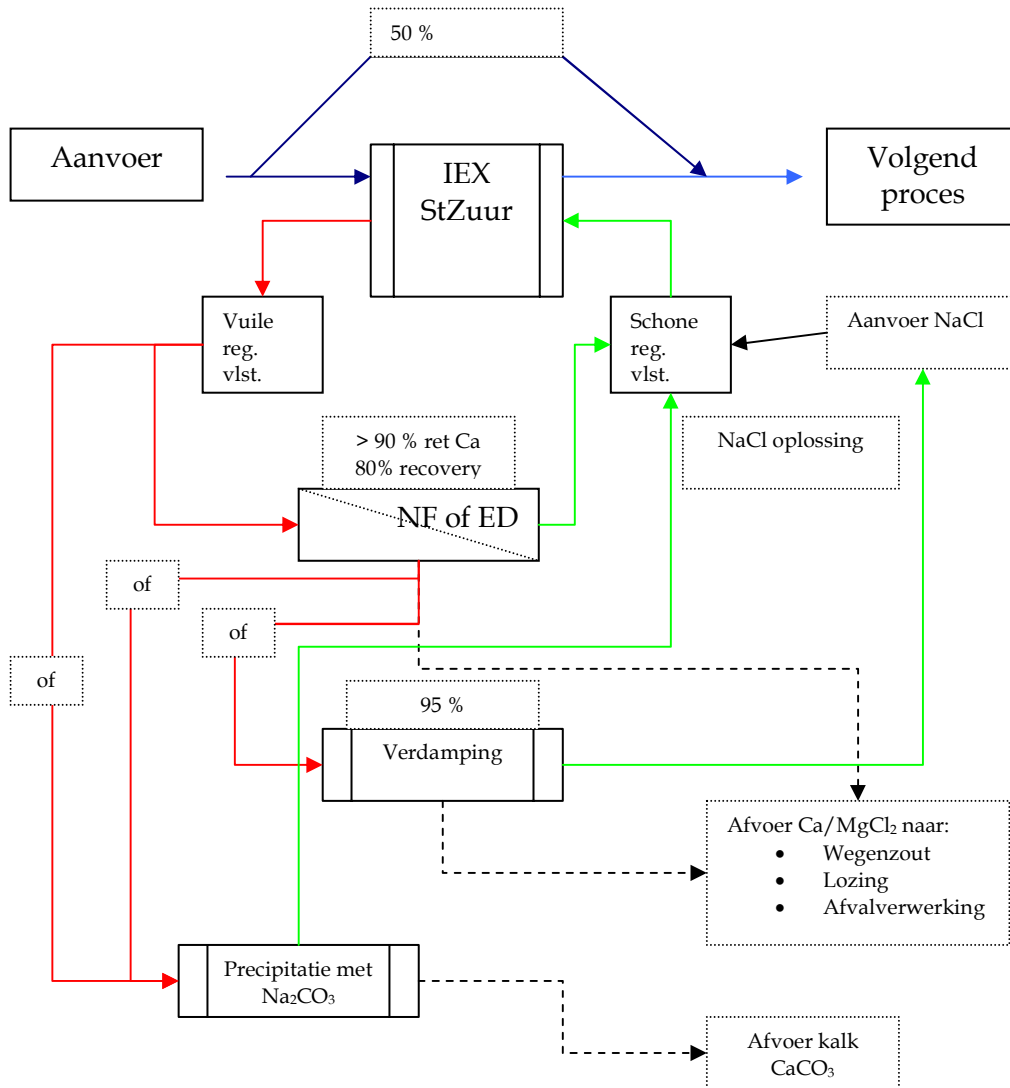 50 %
Aanvoer
IEX
StZuur
Volgend
proces
Vuile
reg.
vlst.
Schone
reg.
vlst.
Aanvoer NaCl
> 90 % ret Ca
80% recovery
NaCl oplossing
NF of ED
of
of
of
95 %
Verdamping
Afvoer Ca/MgCl₂ naar:
• Wegenzout
• Lozing
• Afvalverwerking
Precipitatie met
Na₂CO₃
Afvoer kalk
CaCO₃